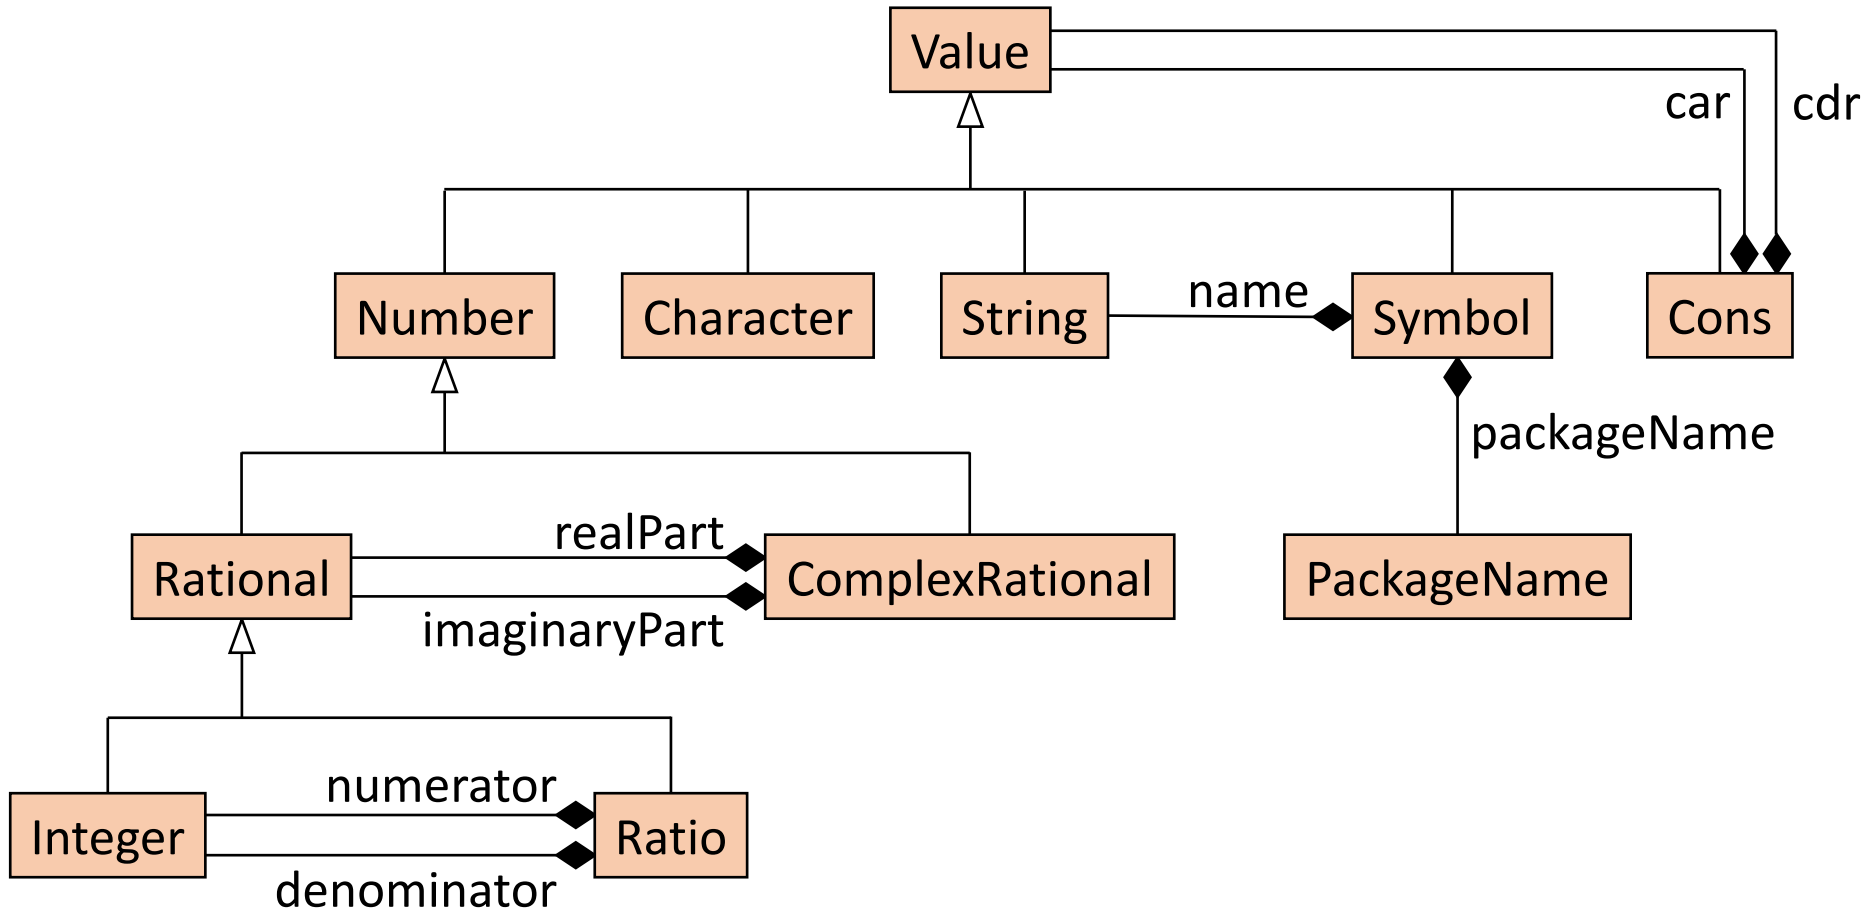 Value
car
cdr
Number
Character
String
name
Symbol
Cons
packageName
Rational
realPart
imaginaryPart
ComplexRational
PackageName
Integer
numerator
denominator
Ratio